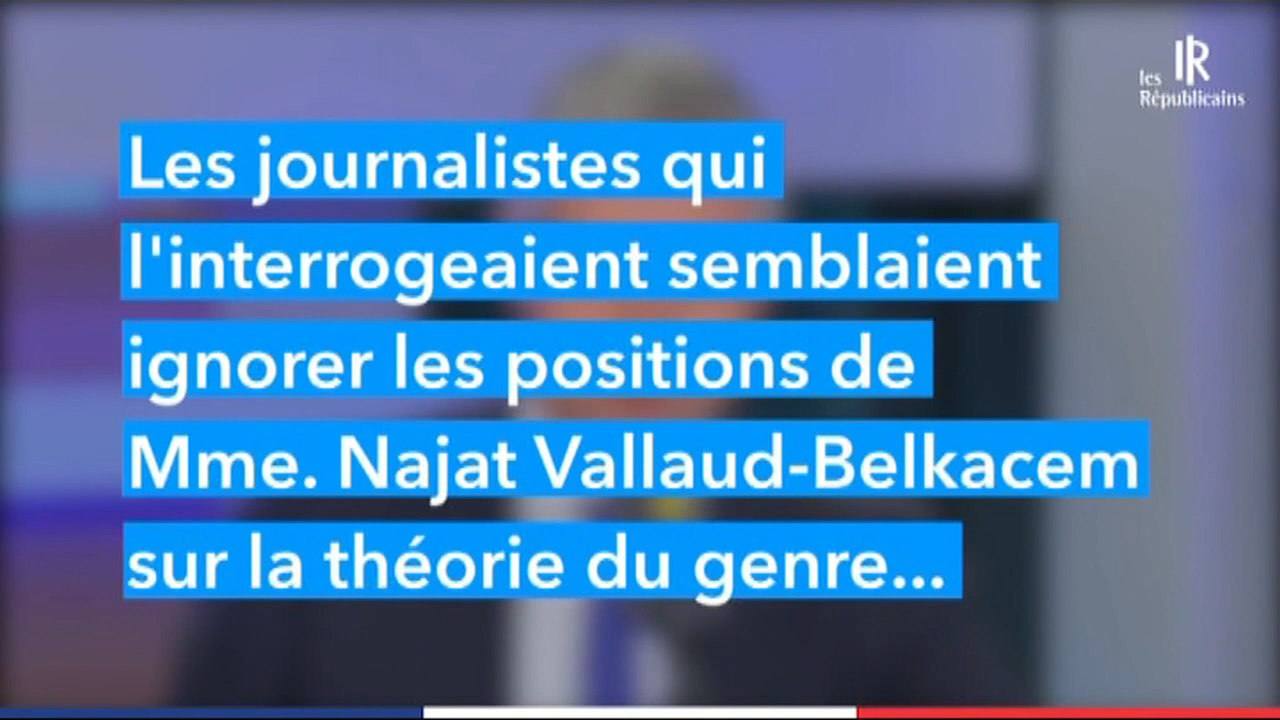 les
Républicains
Les journalistes qui
l'interrogeaient semblaient
ignorer les positions de
Mme. Najat Vallaud-Belkacem
sur la théorie du genre...